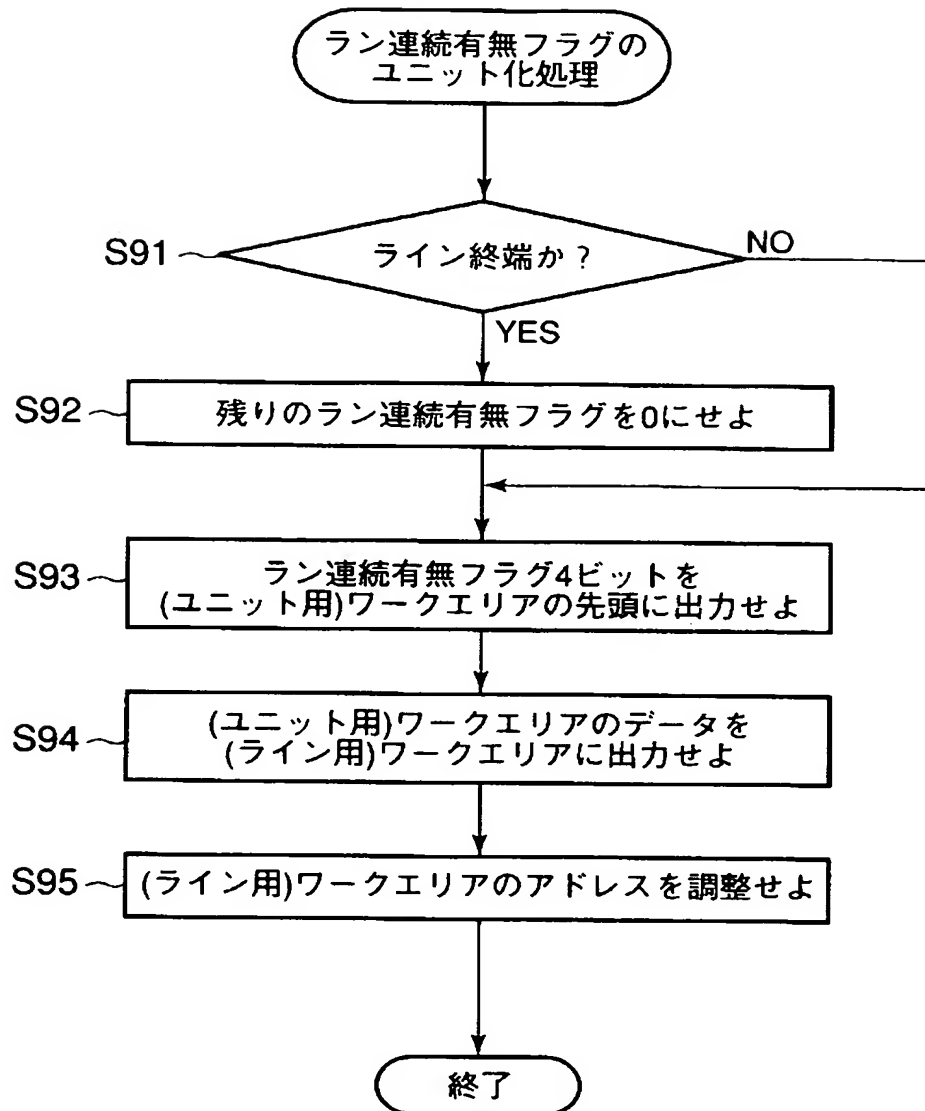 ラン連続有無フラグの
ユニット化処理
S91
ライン終端か?
NO
YES
S92
残りのラン連続有無フラグを0にせよ
S93
ラン連続有無フラグ4ビットを
(ユニット用)ワークエリアの先頭に出力せよ
S94
(ユニット用)ワークエリアのデータを
(ライン用)ワークエリアに出力せよ
S95
(ライン用)ワークエリアのアドレスを調整せよ
終了